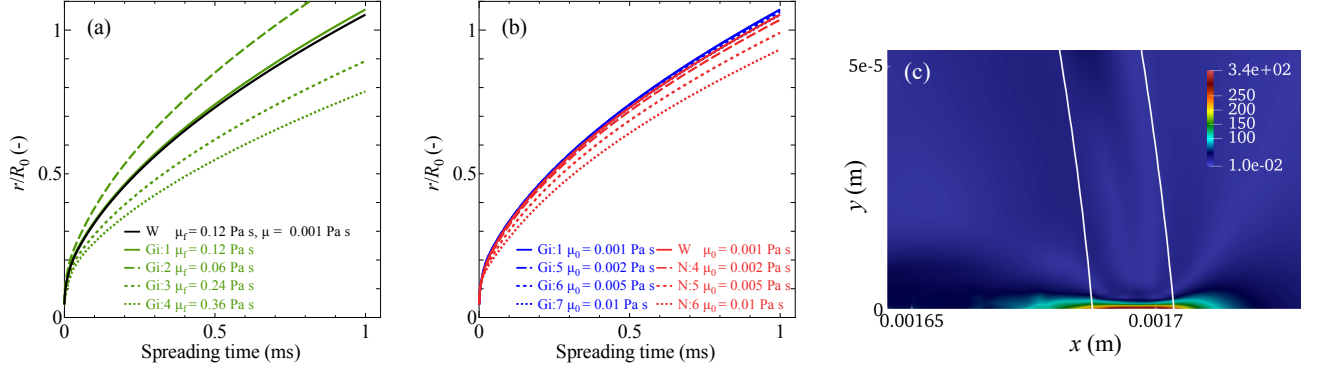 (a)
1
0.5
0
r/R0 (-)
W μf = 0.12 Pa s, μ = 0.001 Pa s
Gi:1 μf = 0.12 Pa s
Gi:2 μf = 0.06 Pa s
Gi:3 μf = 0.24 Pa s
Gi:4 μf = 0.36 Pa s
0 0.5 1
Spreading time (ms)
(b)
1
0.5
0
r/R0 (-)
Gi:1 μ0 = 0.001 Pa s W μ0 = 0.001 Pa s
Gi:5 μ0 = 0.002 Pa s N:4 μ0 = 0.002 Pa s
Gi:6 μ0 = 0.005 Pa s N:5 μ0 = 0.005 Pa s
Gi:7 μ0 = 0.01 Pa s N:6 μ0 = 0.01 Pa s
0 0.5 1
Spreading time (ms)
(c)
5e-5
0
y (m)
3.4e+02
250
150
100
1.0e-02
0.00165 0.0017
x (m)